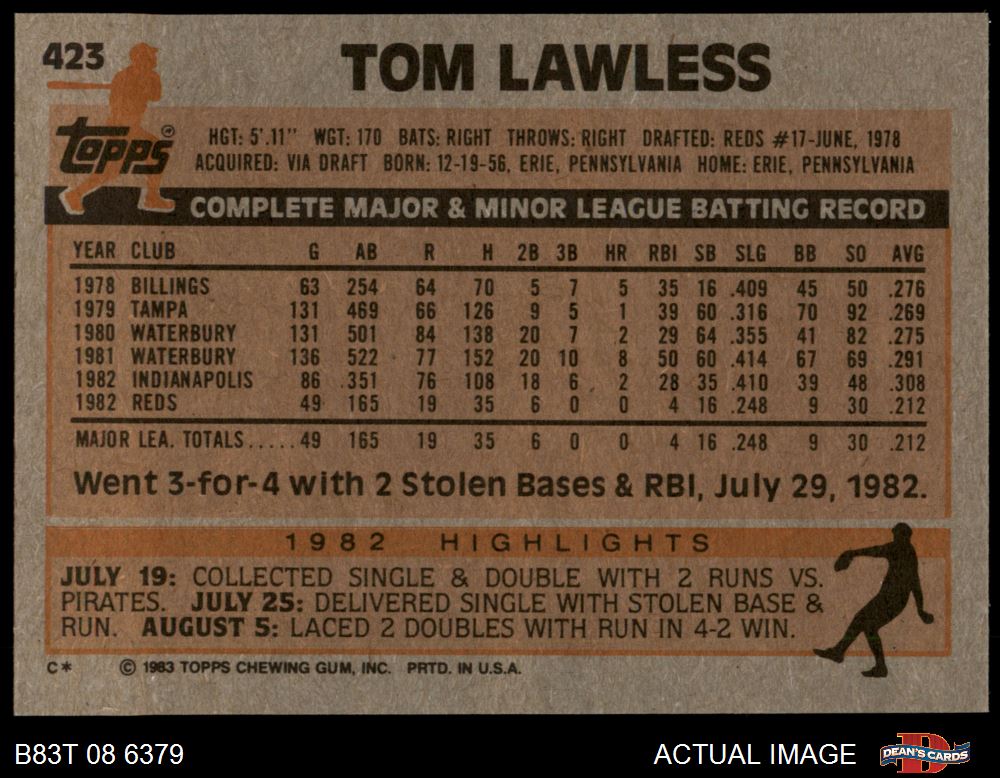 423
TOM LAWLESS
Topps ®
HGT: 5'.11" WGT: 170 BATS: RIGHT THROWS: RIGHT DRAFTED: REDS #17-JUNE, 1978
ACQUIRED: VIA DRAFT BORN: 12-19-56, ERIE, PENNSYLVANIA HOME: ERIE, PENNSYLVANIA
COMPLETE MAJOR & MINOR LEAGUE BATTING RECORD
YEAR CLUB G AB R H 2B 3B HR RBI SB SLG BB SO AVG
1978 BILLINGS 63 254 64 70 5 7 5 35 16 .409 45 50 .276
1979 TAMPA 131 469 66 126 9 5 1 39 60 .316 70 92 .269
1980 WATERBURY 131 501 84 138 20 7 2 29 64 .355 41 82 .275
1981 WATERBURY 136 522 77 152 20 10 8 50 60 .414 67 69 .291
1982 INDIANAPOLIS 86 .351 76 108 18 6 2 28 35 .410 39 48 .308
1982 REDS 49 165 19 35 6 0 0 4 16 .248 9 30 .212
MAJOR LEA. TOTALS.....49 165 19 35 6 0 0 4 16 .248 9 30 .212
Went 3-for-4 with 2 Stolen Bases & RBI, July 29, 1982.
1982 HIGHLIGHTS
JULY 19: COLLECTED SINGLE & DOUBLE WITH 2 RUNS VS.
PIRATES. JULY 25: DELIVERED SINGLE WITH STOLEN BASE &
RUN. AUGUST 5: LACED 2 DOUBLES WITH RUN IN 4-2 WIN.
C* © 1983 TOPPS CHEWING GUM, INC. PRTD. IN U.S.A.
B83T 08 6379 ACTUAL IMAGE DEAN'S CARDS